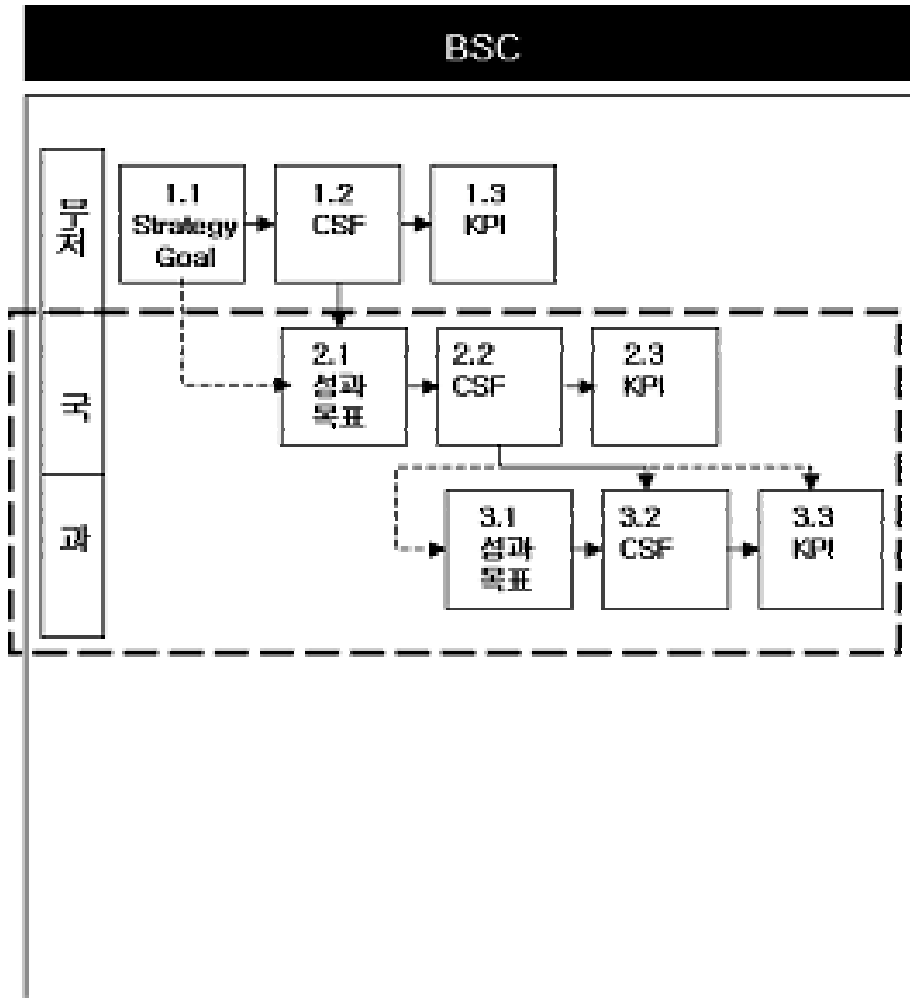 BSC
부처
1.1
Strategy
Goal
1.2
CSF
1.3
KPI
국
2.1
성과
목표
2.2
CSF
2.3
KPI
과
3.1
성과
목표
3.2
CSF
3.3
KPI